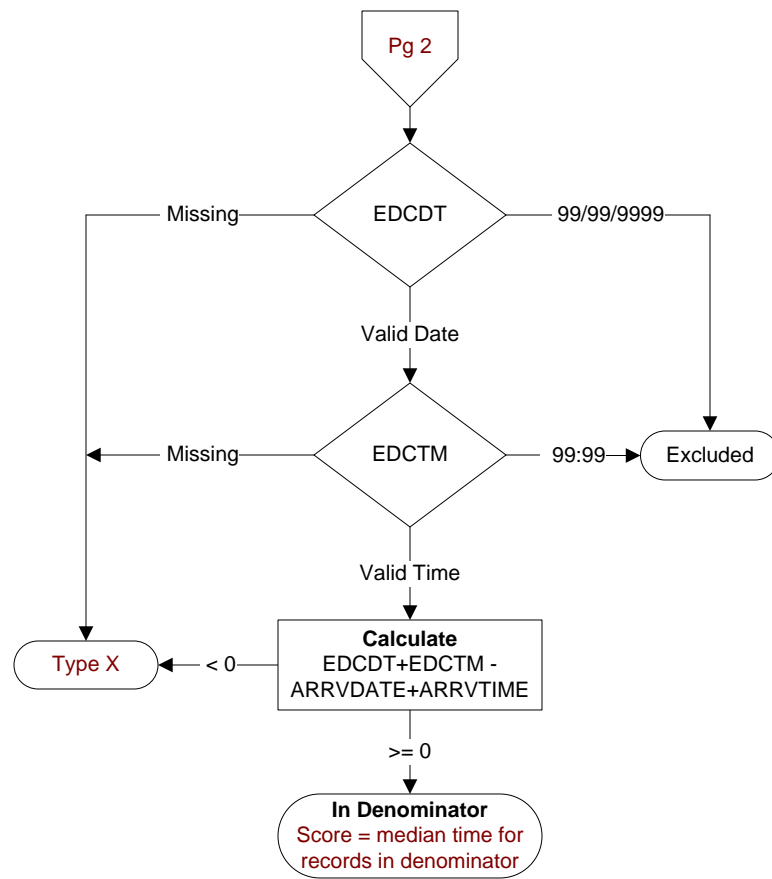 Pg 2
Missing
EDCDT
99/99/9999
Valid Date
Missing
EDCTM
99:99
Excluded
Valid Time
Type X
< 0
Calculate
EDCDT+EDCTM -
ARRVDATE+ARRVTIME
>= 0
In Denominator
Score = median time for
records in denominator